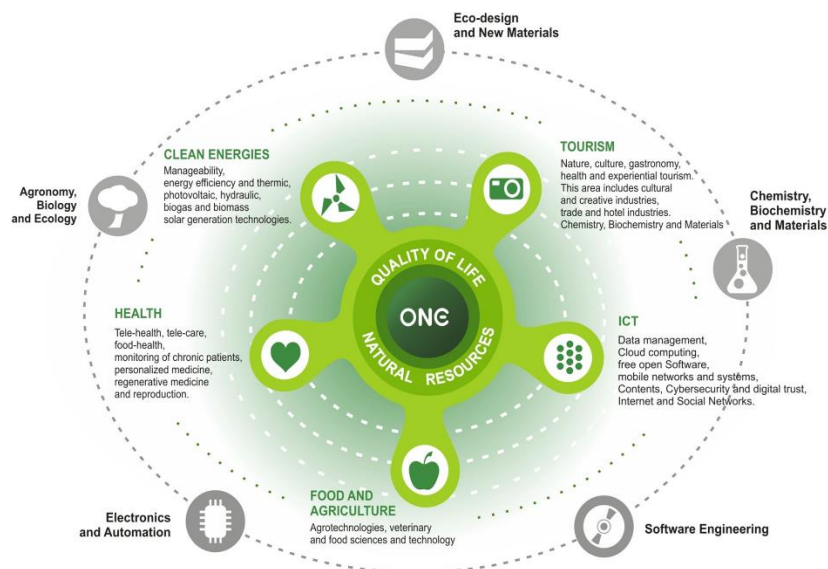 Eco-design
and New Materials
CLEAN ENERGIES
Manageability,
energy efficiency and thermic,
photovoltaic, hydraulic,
biogas and biomass
solar generation technologies.
TOURISM
Nature, culture, gastronomy,
health and experiential tourism.
This area includes cultural
and creative industries,
trade and hotel industries.
Chemistry, Biochemistry and Materials
Agronomy,
Biology
and Ecology
Chemistry,
Biochemistry
and Materials
QUALITY OF LIFE
ONE
NATURAL RESOURCES
HEALTH
Tele-health, tele-care,
food-health,
monitoring of chronic patients,
personalized medicine,
regenerative medicine
and reproduction.
ICT
Data management,
Cloud computing,
free open Software,
mobile networks and systems,
Contents, Cybersecurity and digital trust,
Internet and Social Networks.
FOOD AND
AGRICULTURE
Agrotechnologies, veterinary
and food sciences and technology
Electronics
and Automation
Software Engineering